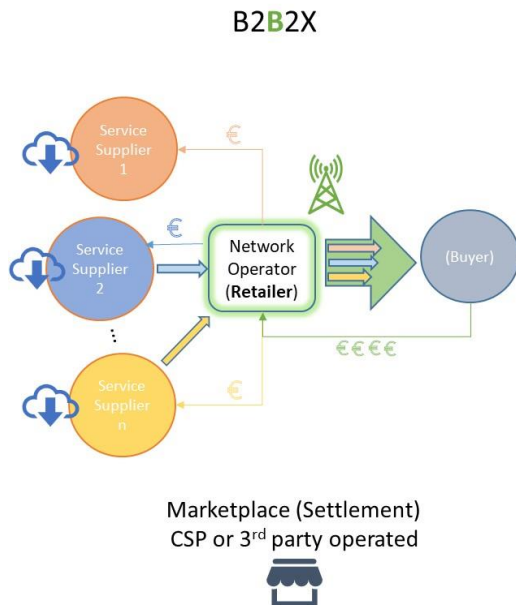 B2B2X
Service
Supplier
1
€
Service
Supplier
2
€
Network
Operator
(Retailer)
(Buyer)
€€€€
...
Service
Supplier
n
€
Marketplace (Settlement)
CSP or 3rd party operated